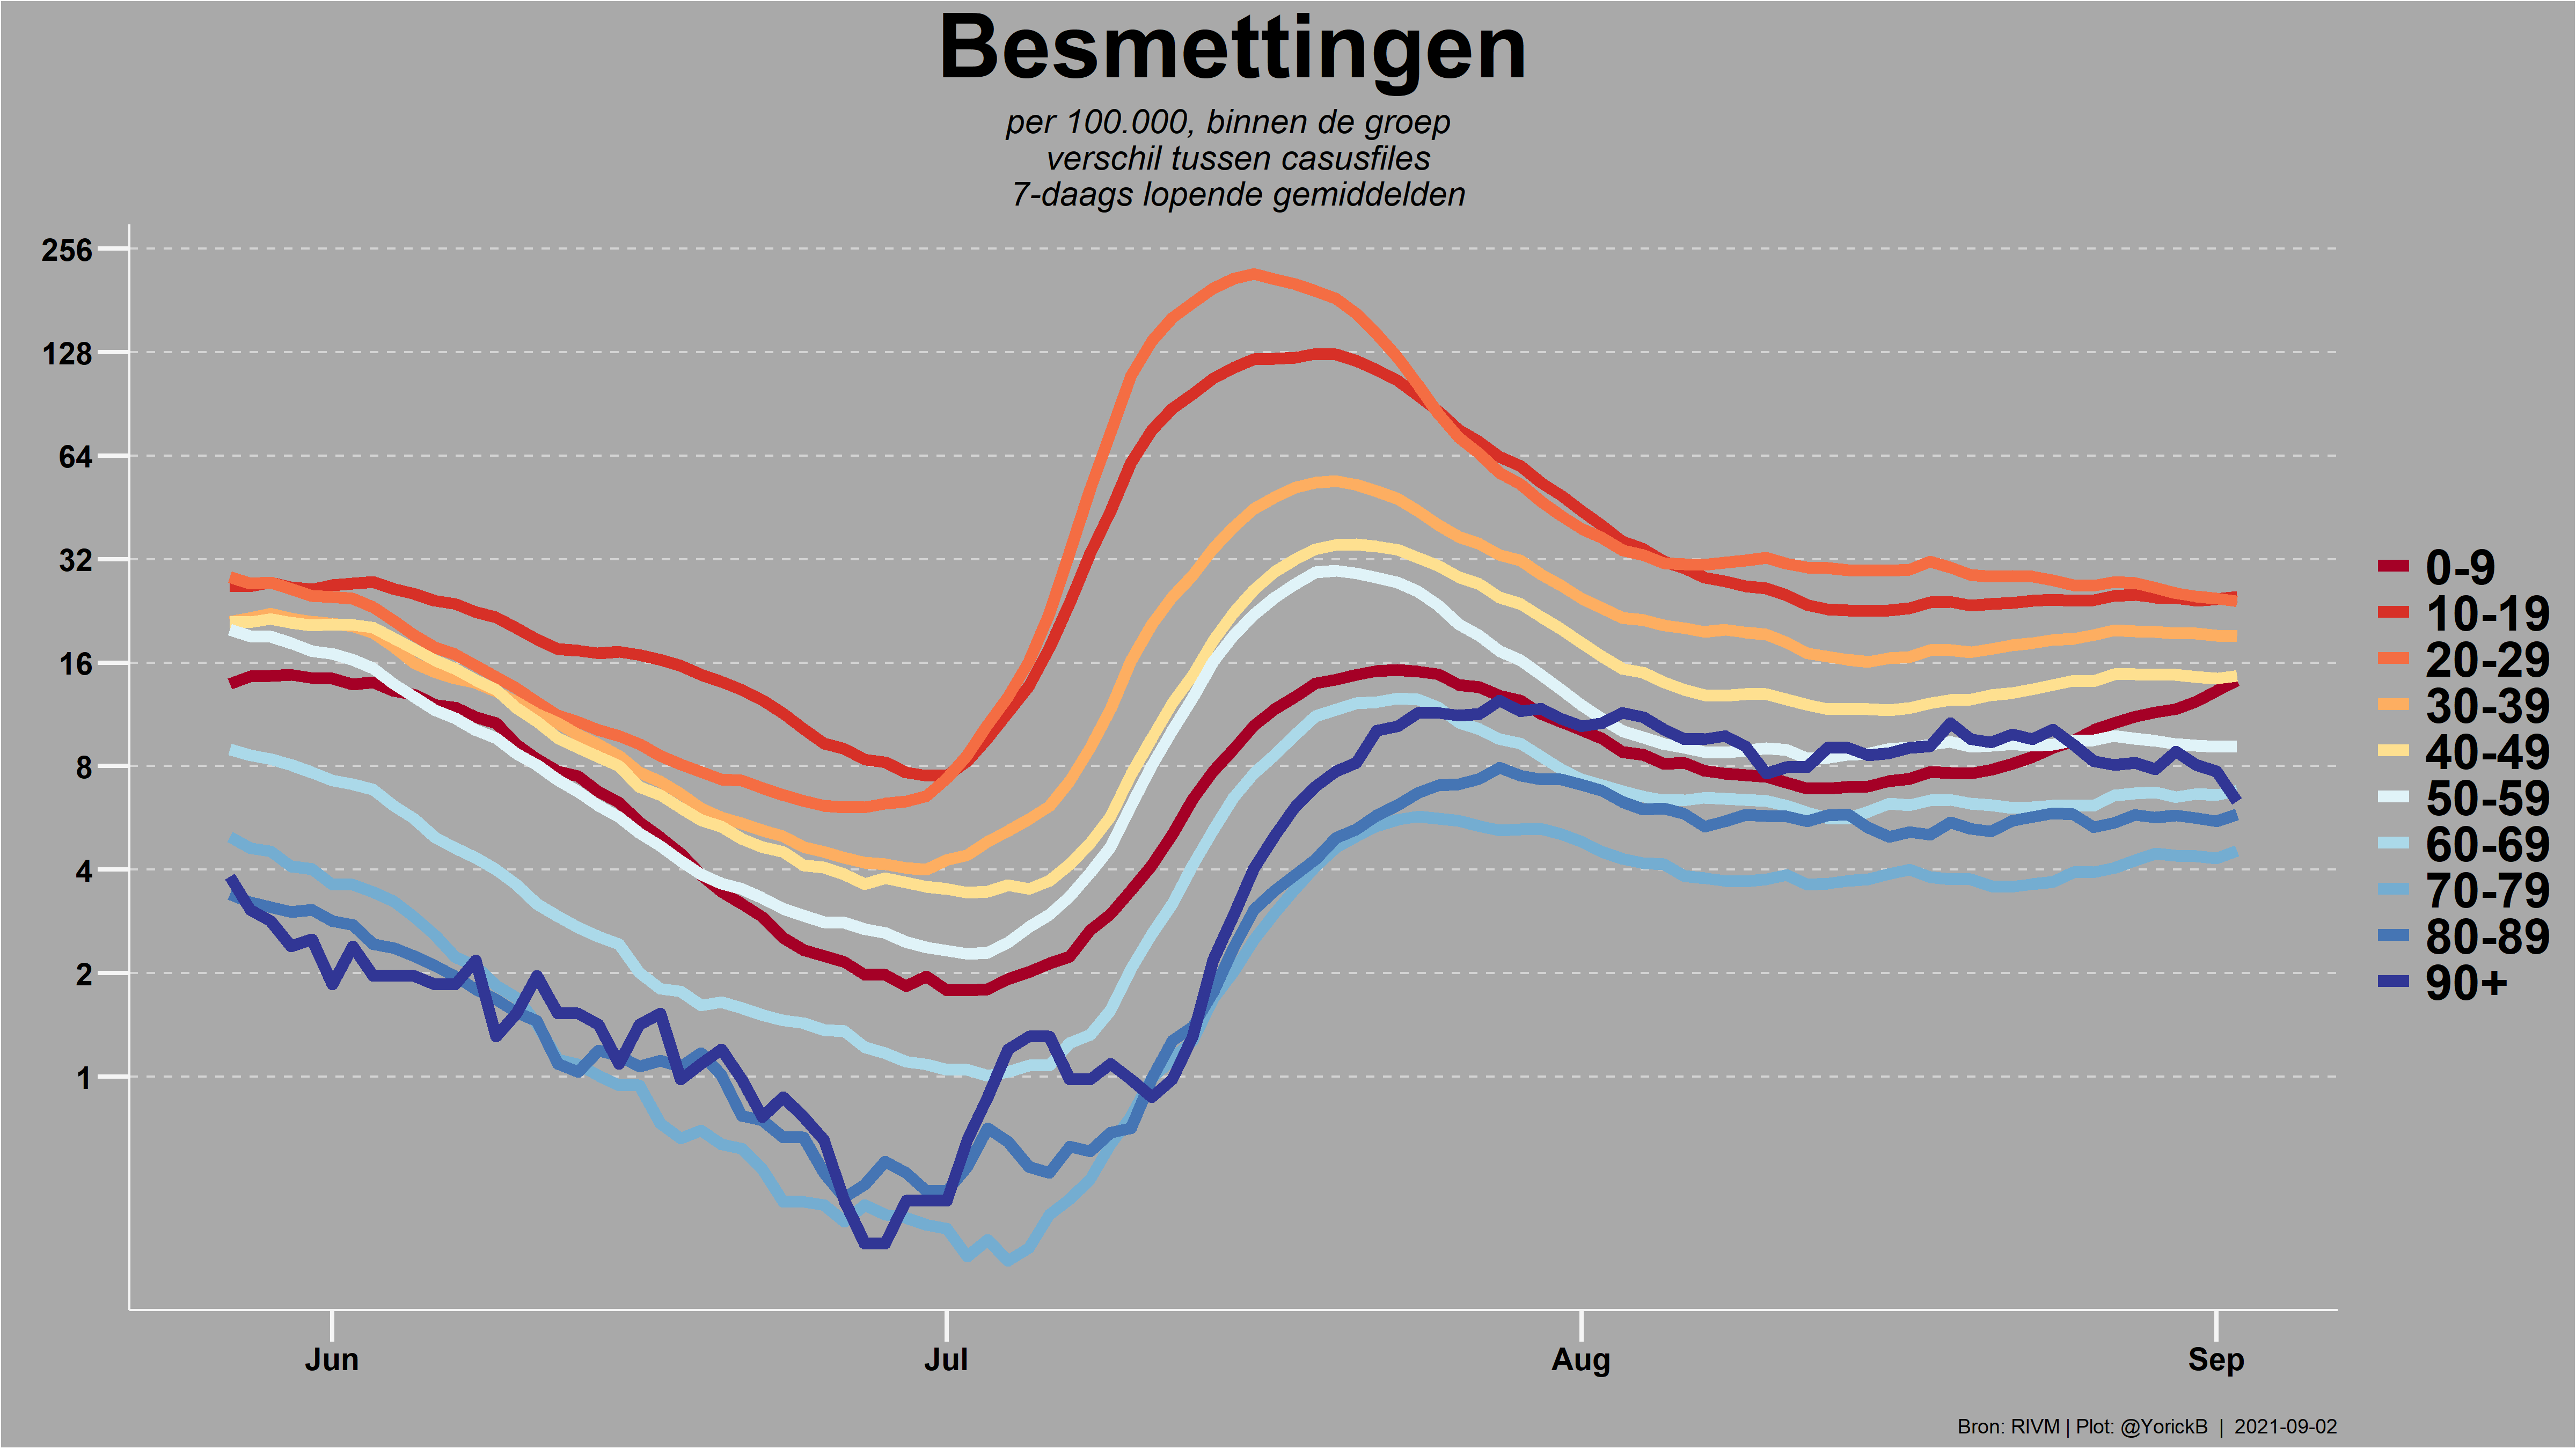 Besmettingen
per 100.000, binnen de groep
verschil tussen casusfiles
7-daags lopende gemiddelden
256
128
64
32
16
8
4
2
1
Jun
Jul
Aug
Sep
0-9
10-19
20-29
30-39
40-49
50-59
60-69
70-79
80-89
90+
Bron: RIVM | Plot: @YorickB | 2021-09-02